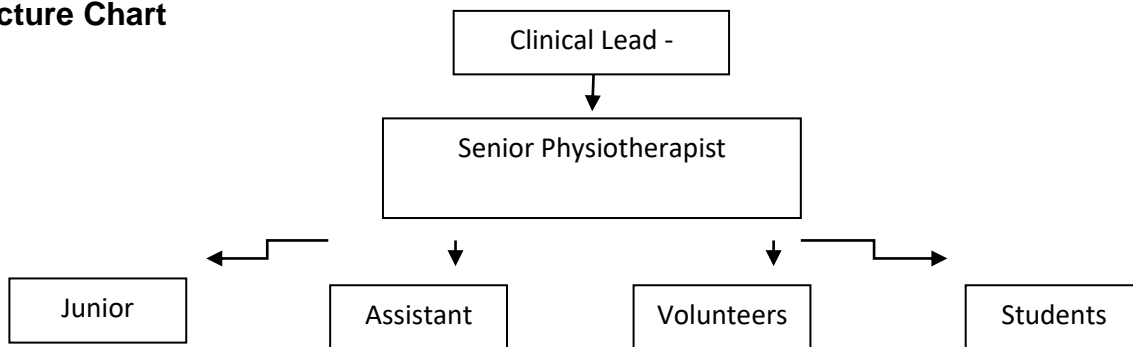 cture Chart
Clinical Lead -
Senior Physiotherapist
Junior
Assistant
Volunteers
Students